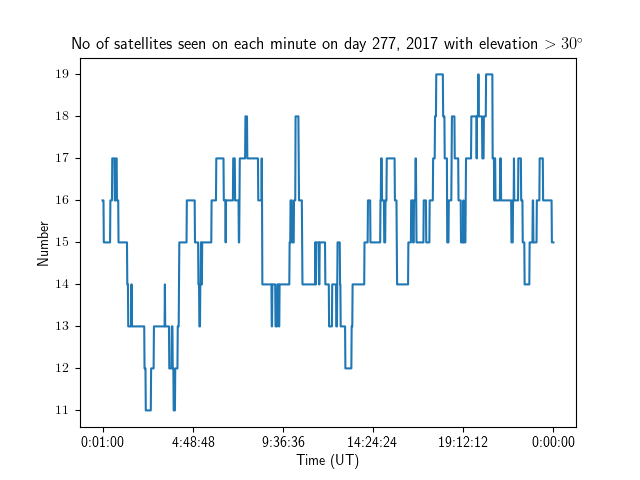 No of satellites seen on each minute on day 277, 2017 with elevation > 30°
19
18
17
16
15
14
13
12
11
Number
0:01:00 4:48:48 9:36:36 14:24:24 19:12:12 0:00:00
Time (UT)